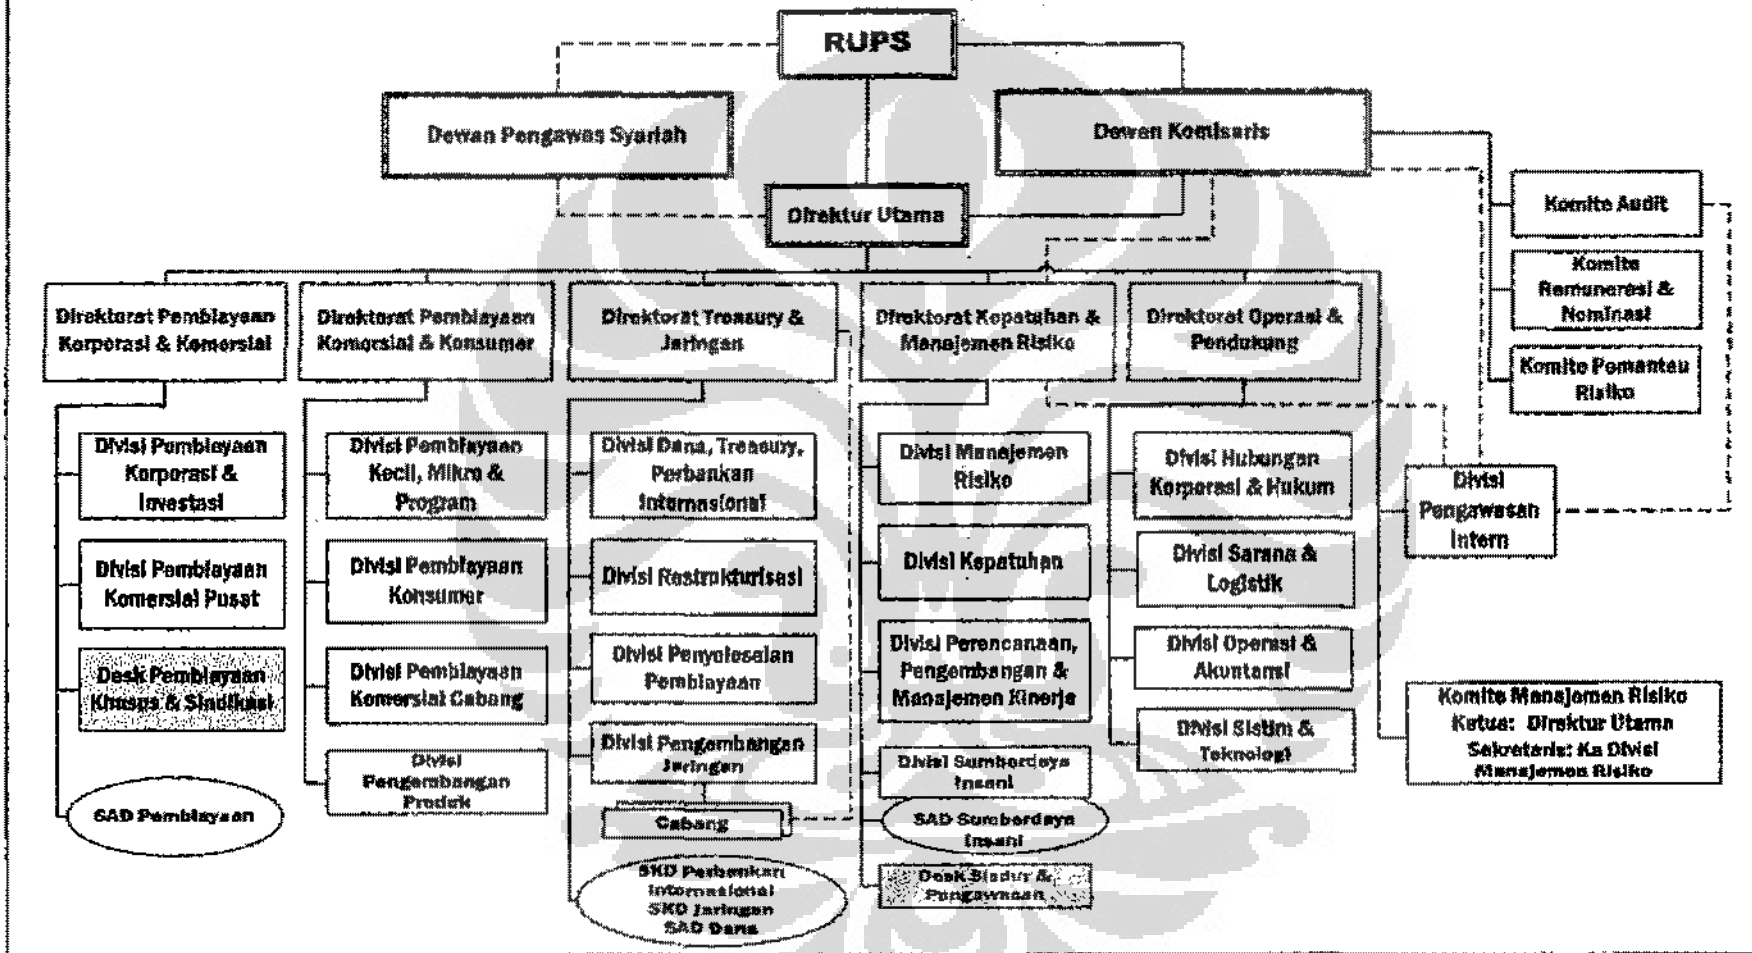 RUPS
Dewan Pengawas Syariah
Dewan Komisaris
Direktur Utama
Komite Audit
Komite
Remunerasi &
Nominasi
Komite Pemantau
Risiko
Direktorat Pembiayaan
Korporasi & Komersial
Direktorat Pembiayaan
Komersial & Konsumer
Direktorat Treasury &
Jaringan
Direktorat Kepatuhan &
Manajemen Risiko
Direktorat Operasi &
Pendukung
Divisi Pembiayaan
Korporasi &
Investasi
Divisi Pembiayaan
Komersial Pusat
Desk Pembiayaan
Khusus & Sindikasi
SAD Pembiayaan
Divisi Pembiayaan
Kecil, Mikro &
Program
Divisi Pembiayaan
Konsumer
Divisi Pembiayaan
Komersial Cabang
Divisi
Pengembangan
Produk
Divisi Dana, Treasury,
Perbankan
Internasional
Divisi Restrukturisasi
Divisi Penyelesaian
Pembiayaan
Divisi Pengembangan
Jaringan
Cabang
SKD Perbankan
Internasional
SKD Jaringan
SAD Dana
Divisi Manajemen
Risiko
Divisi Kepatuhan
Divisi Perencanaan,
Pengembangan &
Manajemen Kinerja
Divisi Sumberdaya
Insani
SAD Sumberdaya
Insani
Desk Sisdur &
Pengawasan
Divisi Hubungan
Korporasi & Hukum
Divisi Sarana &
Logistik
Divisi Operasi &
Akuntansi
Divisi Sistim &
Teknologi
Divisi
Pengawasan
Intern
Komite Manajemen Risiko
Ketua: Direktur Utama
Sekretaris: Ka Divisi
Manajemen Risiko